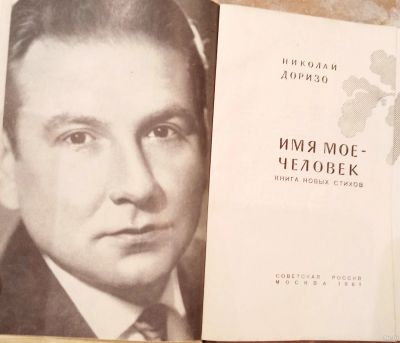 НИКОЛАЙ
ДОРИЗО
ИМЯ МОЕ-
ЧЕЛОВЕК
КНИГА НОВЫХ СТИХОВ
СОВЕТСКАЯ РОССИЯ
МОСКВА 1961